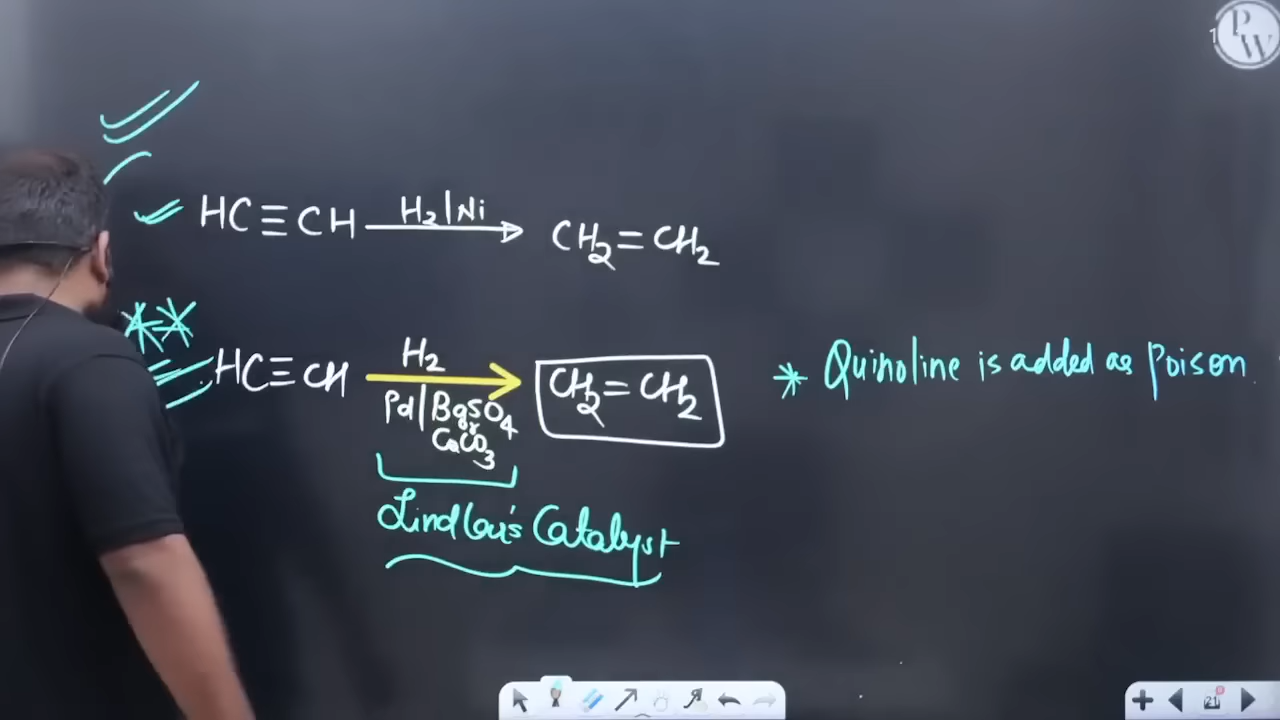 PW
HC≡CH H₂|Ni CH₂=CH₂
HC≡CH H₂ CH₂=CH₂
Pd|BaSO₄
CaCO₃
* Quinoline is added as Poison
Lindlar's Catalyst
21